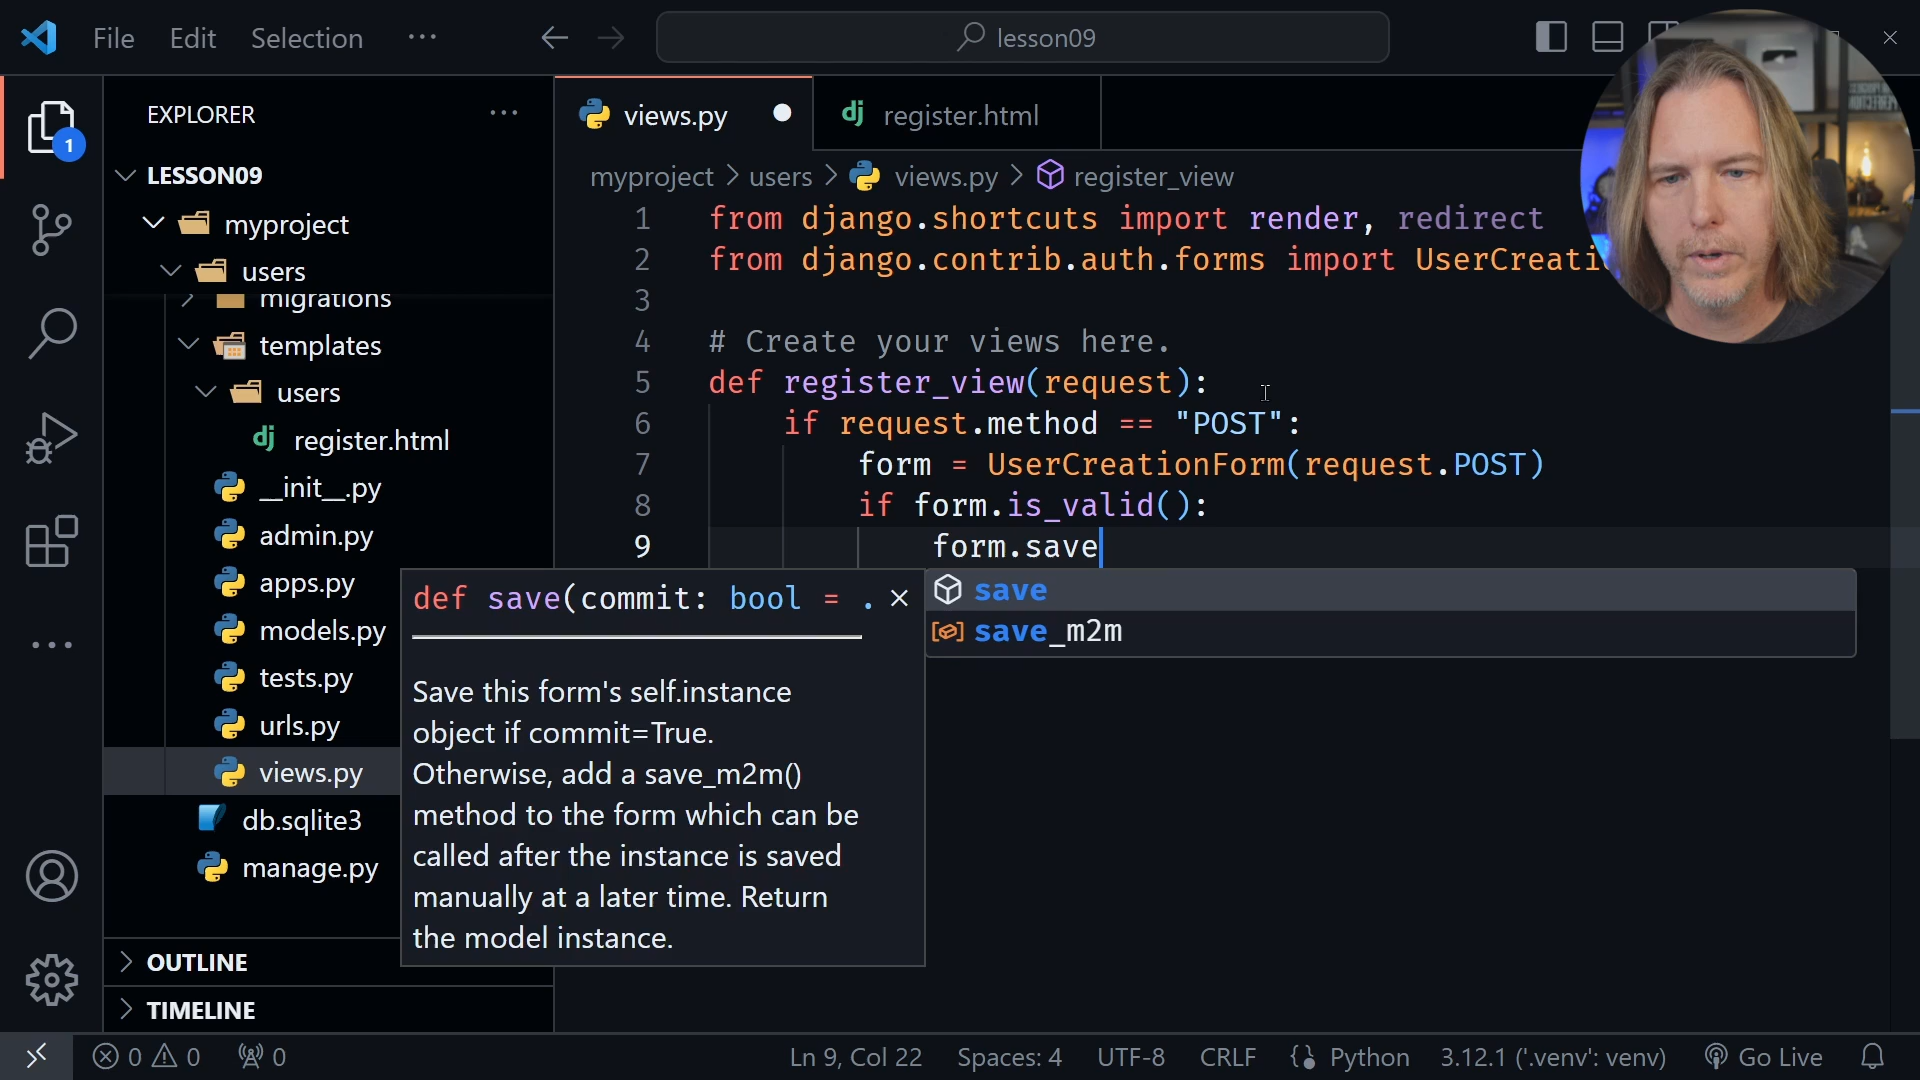 File Edit Selection ···
lesson09
EXPLORER ···
1
LESSON09
myproject
users
migrations
templates
users
register.html
__init__.py
admin.py
apps.py
models.py
tests.py
urls.py
views.py
db.sqlite3
manage.py
OUTLINE
TIMELINE
views.py
register.html
myproject > users > views.py > register_view
1 from django.shortcuts import render, redirect
2 from django.contrib.auth.forms import UserCreati
3
4 # Create your views here.
5 def register_view(request):
6 if request.method == "POST":
7 form = UserCreationForm(request.POST)
8 if form.is_valid():
9 form.save
save
save_m2m
def save(commit: bool = .
Save this form's self.instance
object if commit=True.
Otherwise, add a save_m2m()
method to the form which can be
called after the instance is saved
manually at a later time. Return
the model instance.
0 0 0 Ln 9, Col 22 Spaces: 4 UTF-8 CRLF Python 3.12.1 ('.venv': venv) Go Live